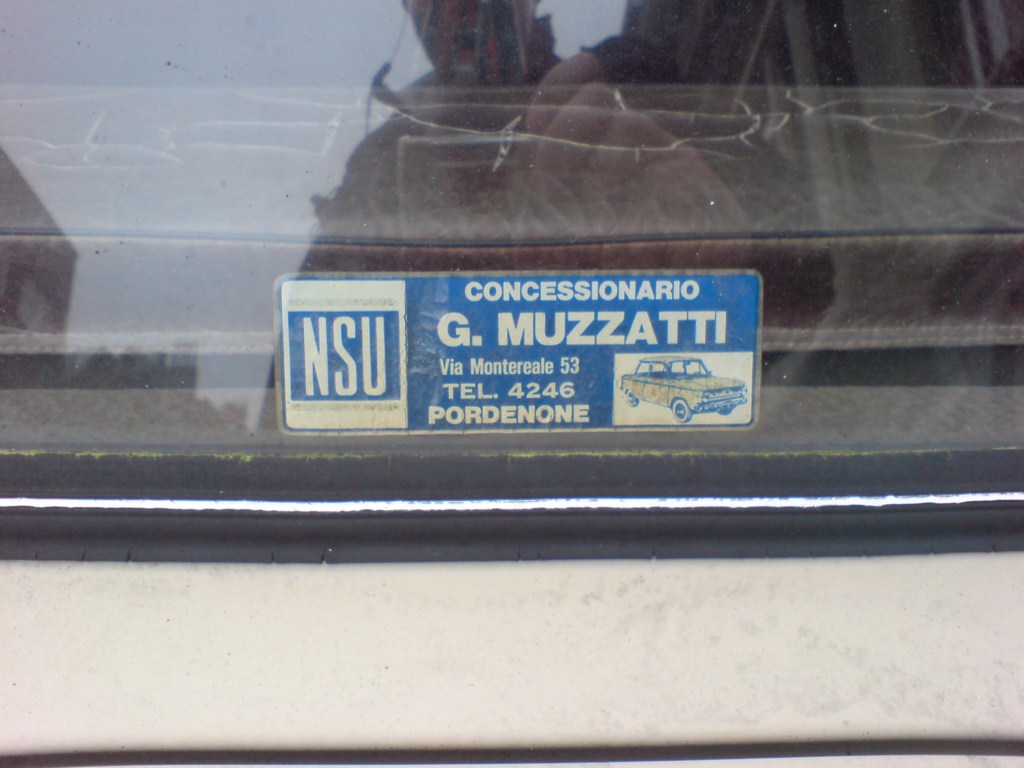 NSU
CONCESSIONARIO
G. MUZZATTI
Via Montereale 53
TEL. 4246
PORDENONE